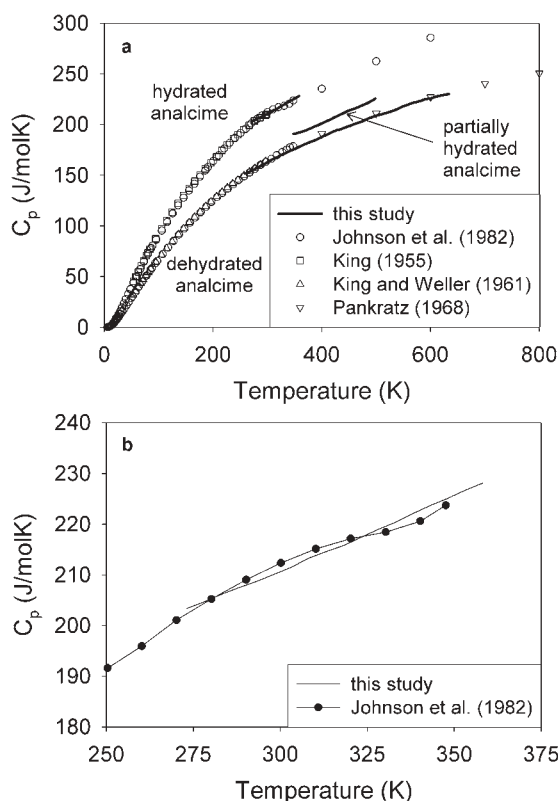 a
300
250
200
150
100
50
0
C_p (J/molK)
hydrated
analcime
dehydrated
analcime
partially
hydrated
analcime
this study
Johnson et al. (1982)
King (1955)
King and Weller (1961)
Pankratz (1968)
0 200 400 600 800
Temperature (K)
b
240
230
220
210
200
190
180
C_p (J/molK)
this study
Johnson et al. (1982)
250 275 300 325 350 375
Temperature (K)